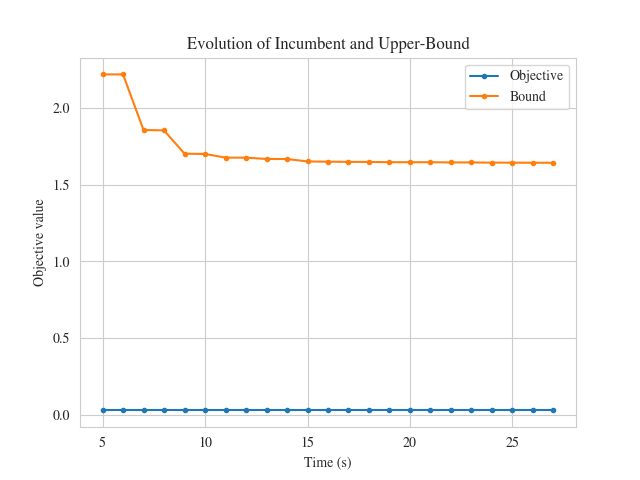 Evolution of Incumbent and Upper-Bound
Objective
Bound
Objective value
2.0
1.5
1.0
0.5
0.0
5 10 15 20 25
Time (s)